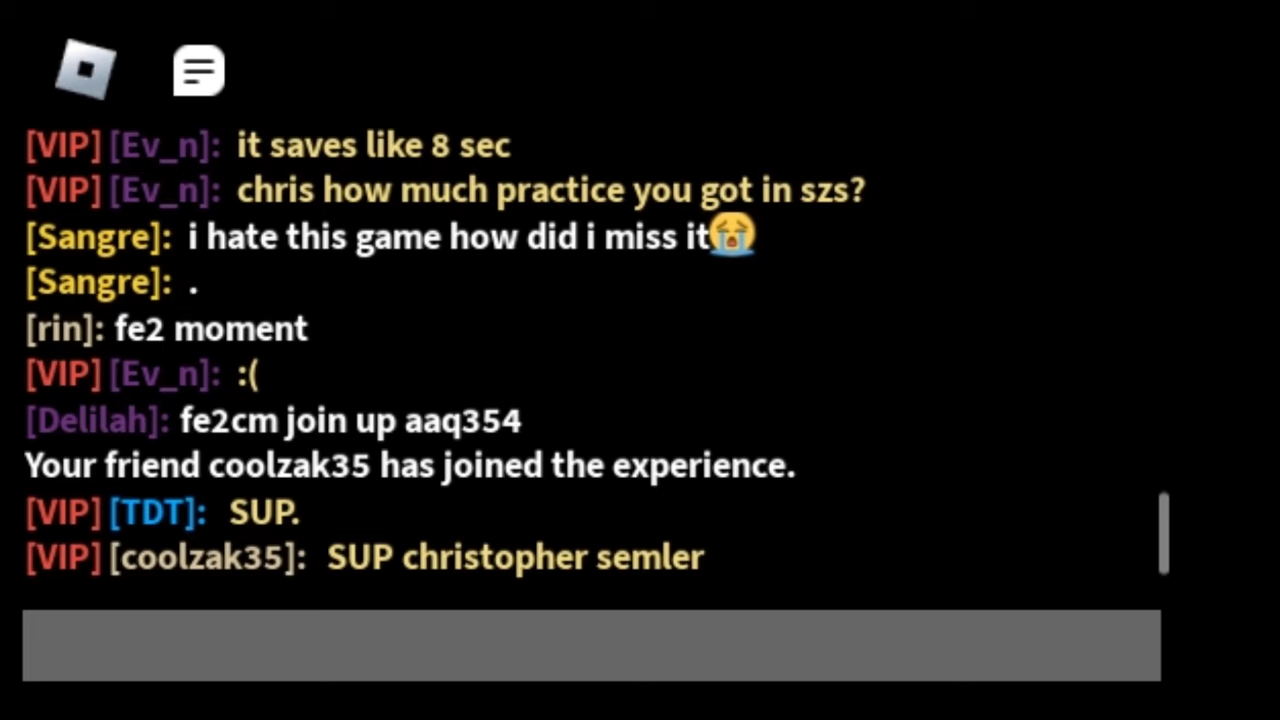 [VIP] [Ev_n]: it saves like 8 sec
[VIP] [Ev_n]: chris how much practice you got in szs?
[Sangre]: i hate this game how did i miss it😭
[Sangre]: .
[rin]: fe2 moment
[VIP] [Ev_n]: :(
[Delilah]: fe2cm join up aaq354
Your friend coolzak35 has joined the experience.
[VIP] [TDT]: SUP.
[VIP] [coolzak35]: SUP christopher semler